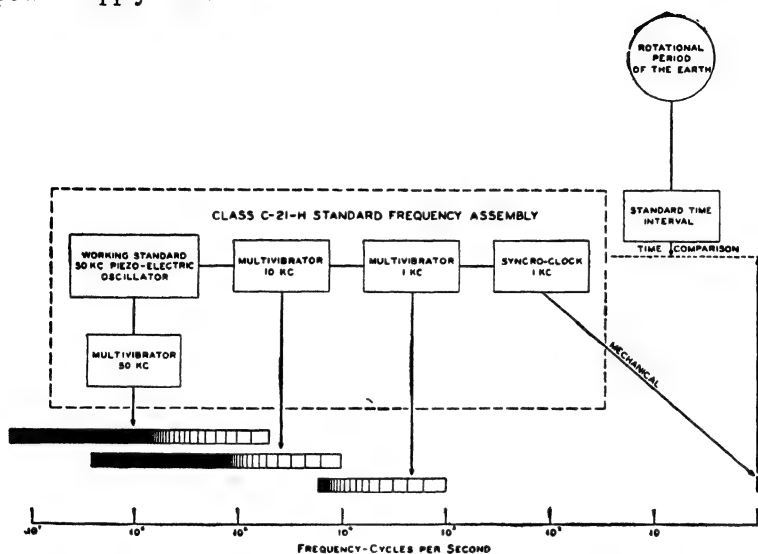 ROTATIONAL
PERIOD
OF THE EARTH
STANDARD TIME
INTERVAL
TIME COMPARISON
CLASS C-21-H STANDARD FREQUENCY ASSEMBLY
WORKING STANDARD
50 KC PIEZO-ELECTRIC
OSCILLATOR
MULTIVIBRATOR
10 KC
MULTIVIBRATOR
1 KC
SYNCRO-CLOCK
1 KC
MULTIVIBRATOR
50 KC
MECHANICAL
10
FREQUENCY-CYCLES PER SECOND